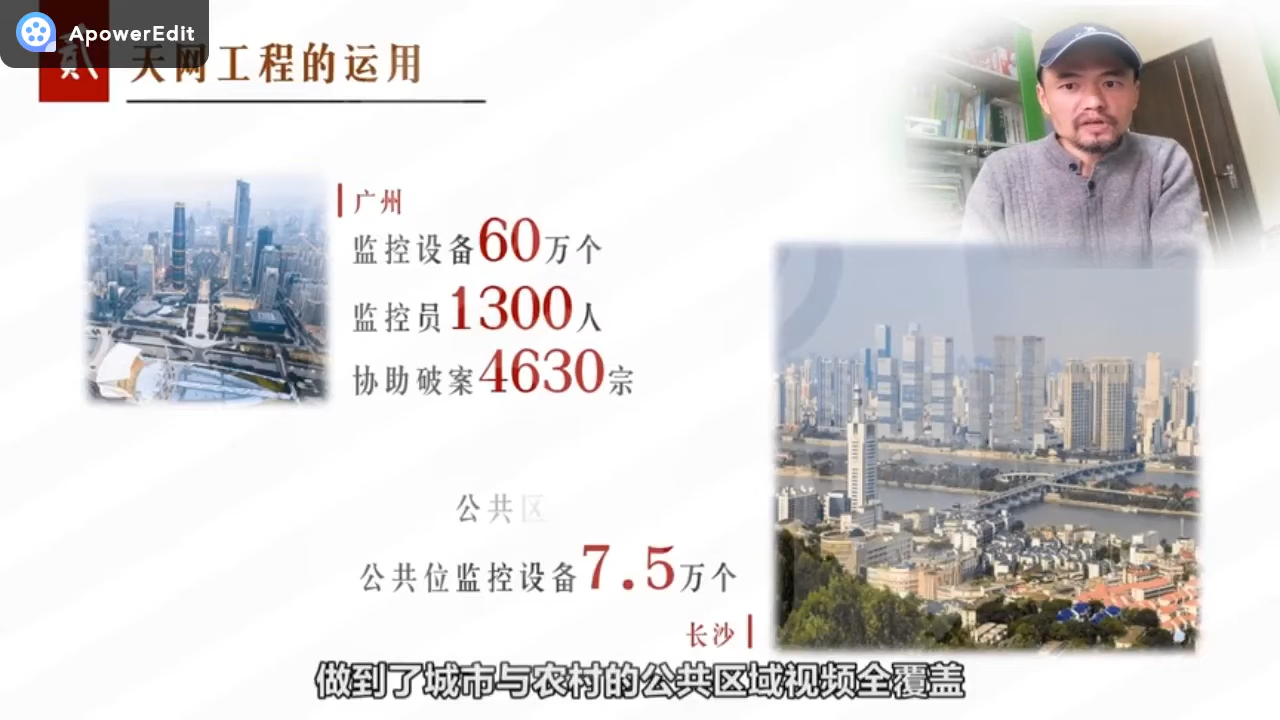 ApowerEdit
贰
天网工程的运用
广州
监控设备60万个
监控员1300人
协助破案4630宗
公共区
公共位监控设备7.5万个
长沙
做到了城市与农村的公共区域视频全覆盖